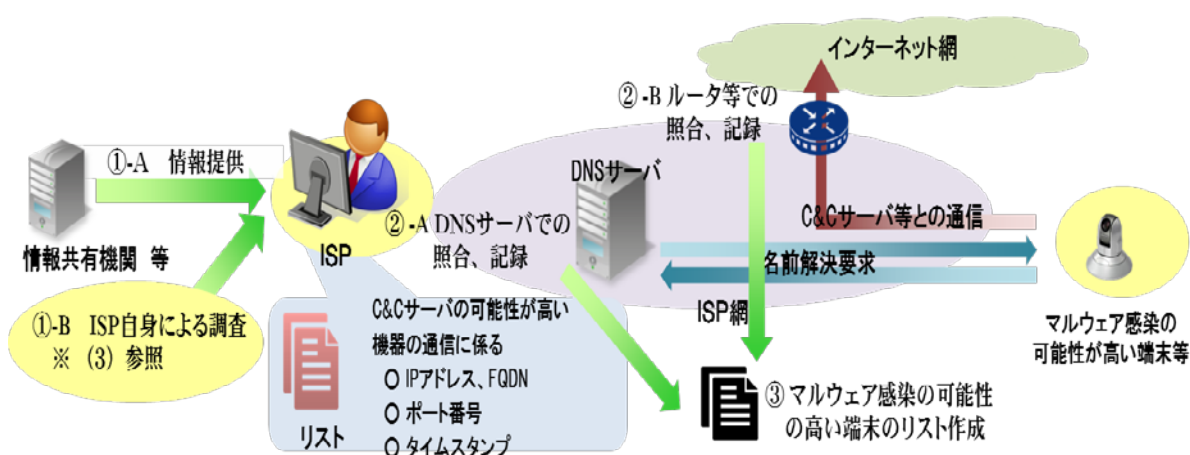 インターネット網
②-B ルータ等での
照合、記録
①-A 情報提供
DNSサーバ
②-A DNSサーバでの
照合、記録
C&Cサーバ等との通信
情報共有機関 等
ISP
名前解決要求
ISP網
マルウェア感染の
可能性が高い端末等
①-B ISP自身による調査
※ (3) 参照
C&Cサーバの可能性が高い
機器の通信に係る
○ IPアドレス、FQDN
○ ポート番号
○ タイムスタンプ
リスト
③ マルウェア感染の可能性
の高い端末のリスト作成